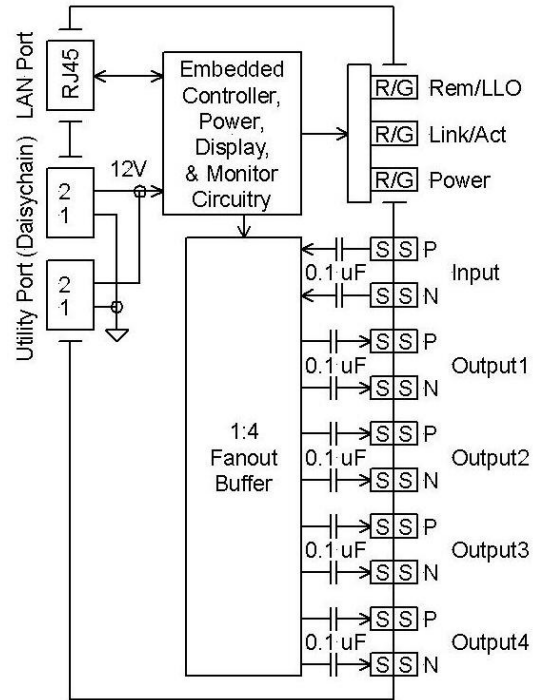 LAN Port
RJ45
Embedded
Controller,
Power,
Display,
& Monitor
Circuitry
R/G Rem/LLO
R/G Link/Act
R/G Power
Utility Port (Daisychain)
12V
2
1
2
1
S S P
0.1 uF Input
S S N
S S P
0.1 uF Output1
S S N
1:4
Fanout
Buffer
S S P
0.1 uF Output2
S S N
S S P
0.1 uF Output3
S S N
S S P
0.1 uF Output4
S S N